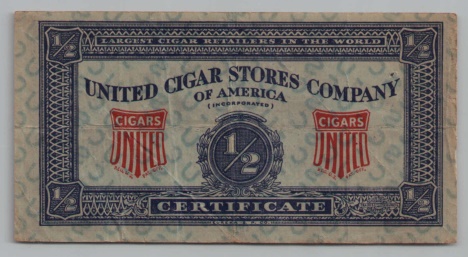 1/2 LARGEST CIGAR RETAILERS IN THE WORLD 1/2
UNITED CIGAR STORES COMPANY
OF AMERICA
(INCORPORATED)
CIGARS 1/2 CIGARS
UNITED UNITED
1/2 CERTIFICATE 1/2